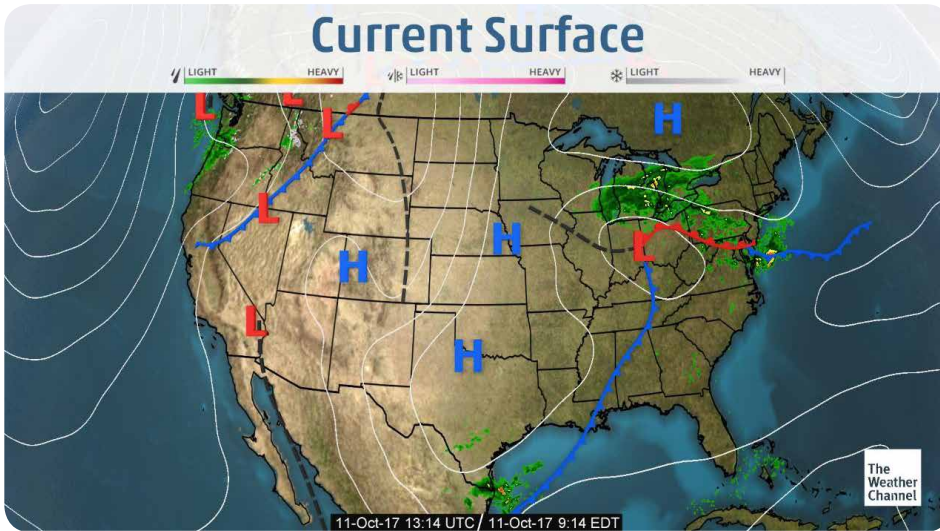 Current Surface
LIGHT HEAVY LIGHT HEAVY LIGHT HEAVY
L L
L H
L H
H L
L H
The
Weather
Channel
11-Oct-17 13:14 UTC / 11-Oct-17 9:14 EDT